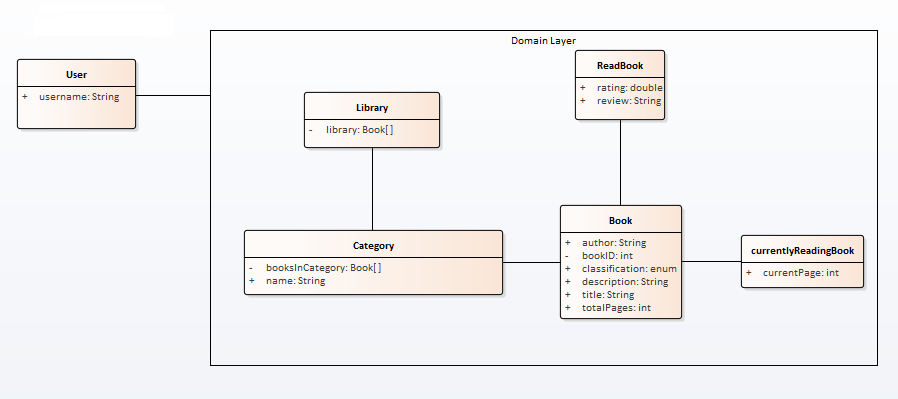 Domain Layer
User
+ username: String
ReadBook
+ rating: double
+ review: String
Library
- library: Book[]
Category
- booksInCategory: Book[]
+ name: String
Book
+ author: String
- bookID: int
+ classification: enum
+ description: String
+ title: String
+ totalPages: int
currentlyReadingBook
+ currentPage: int